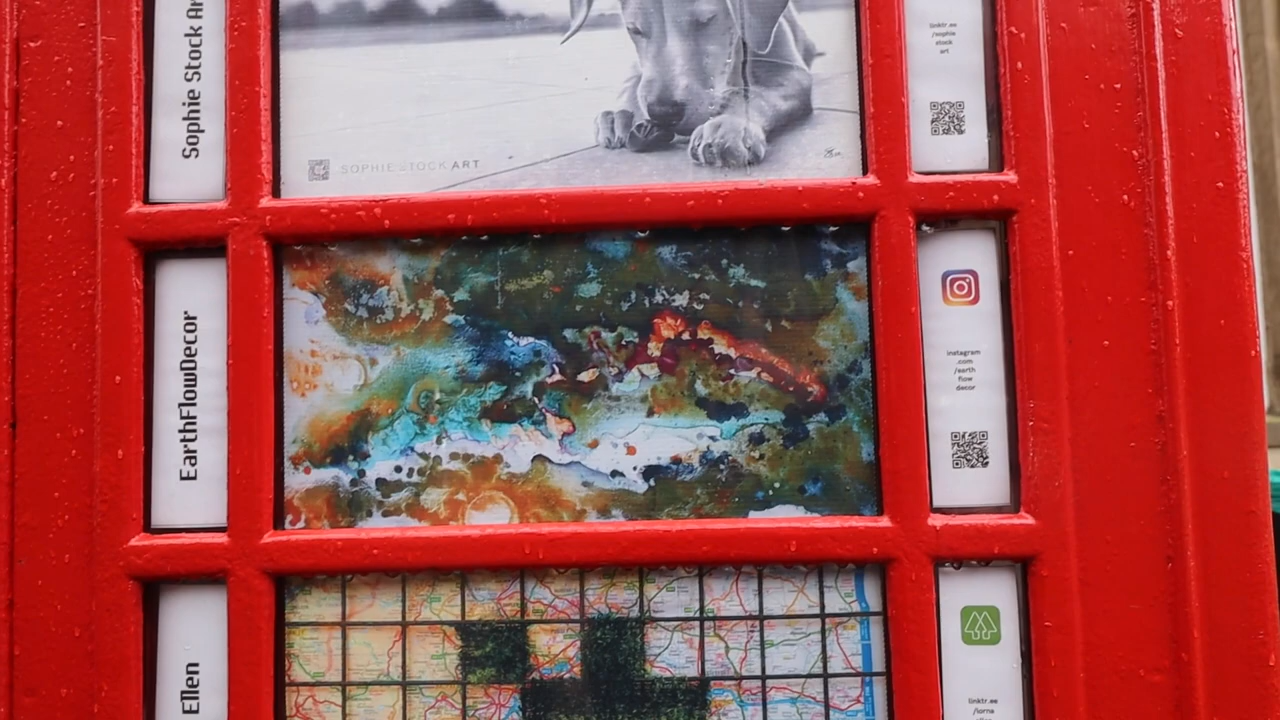 Sophie Stock Ar
SOPHIE STOCK ART
linktr.ee
/sophie
stock
art
EarthFlowDecor
instagram
.com
/earth
flow
decor
Ellen
linktr.ee
/lorna